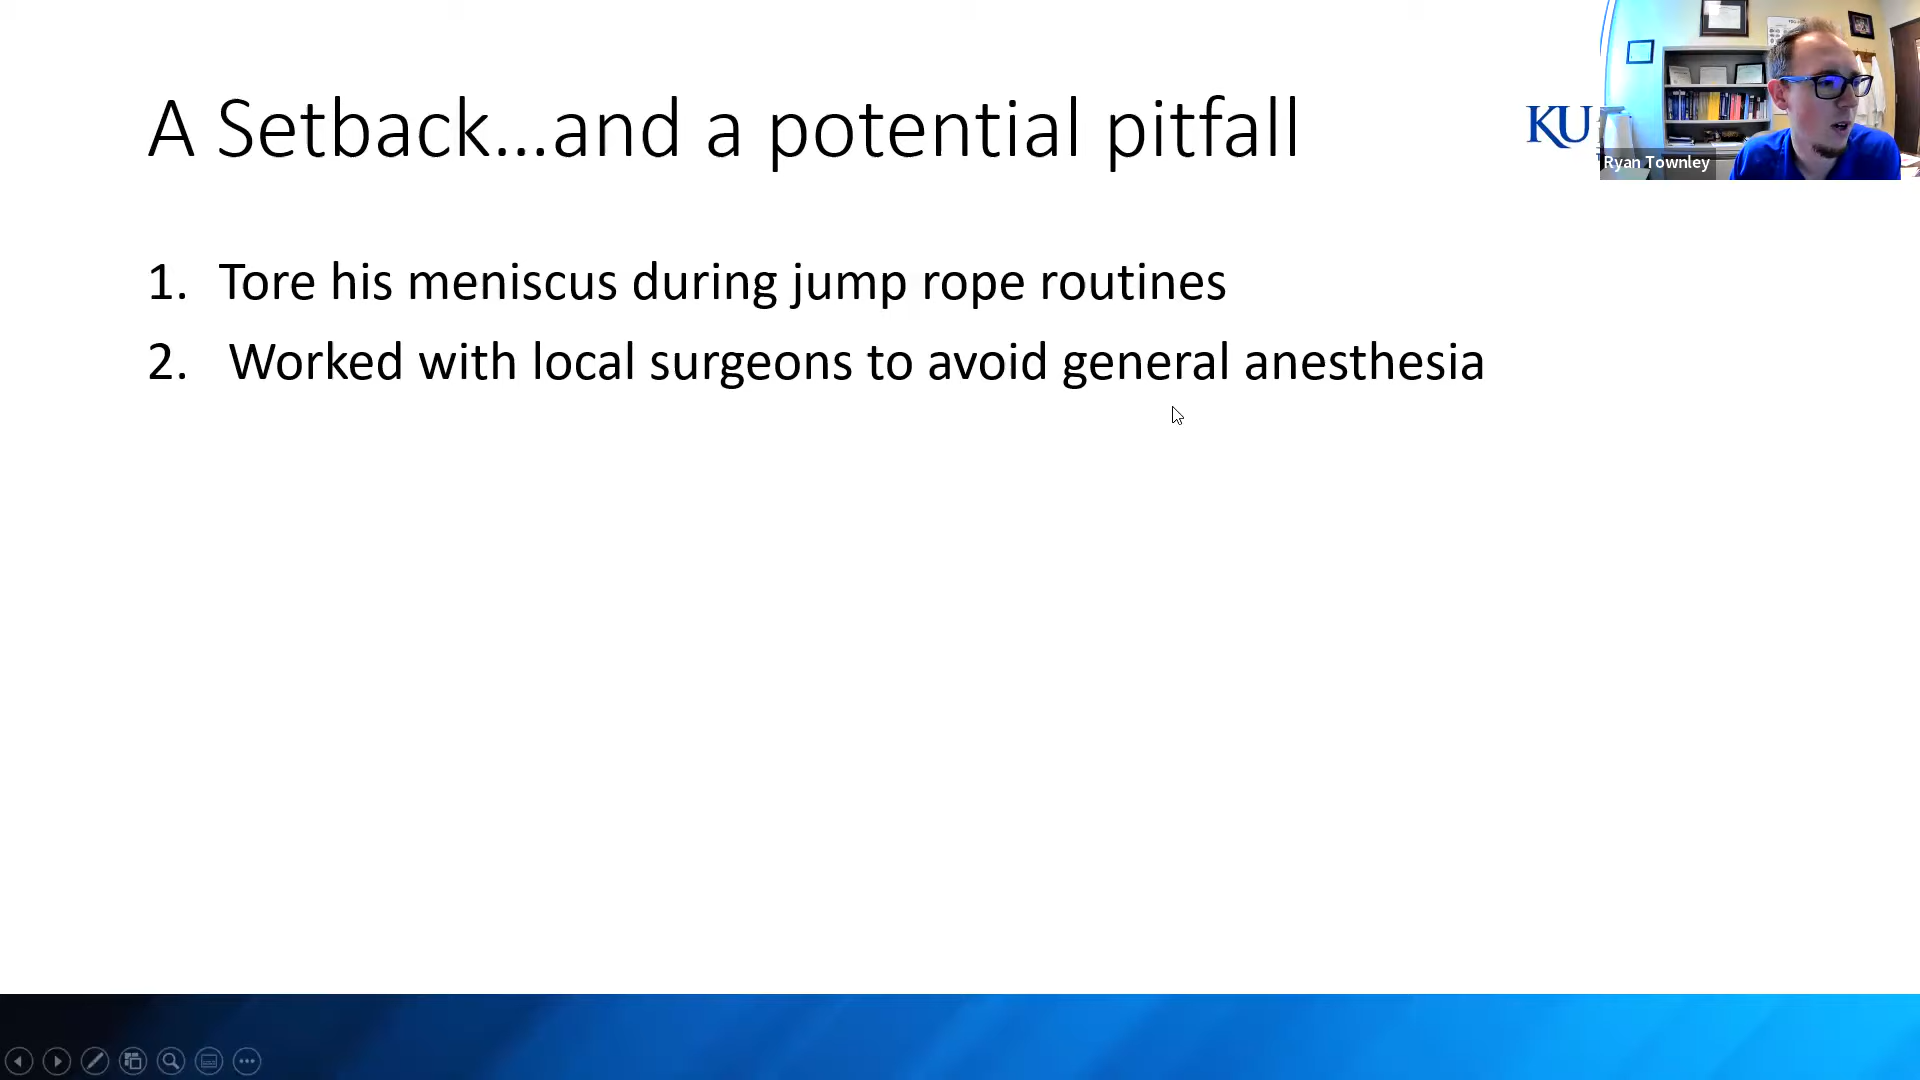 A Setback...and a potential pitfall
KU
Ryan Townley
1. Tore his meniscus during jump rope routines
2. Worked with local surgeons to avoid general anesthesia